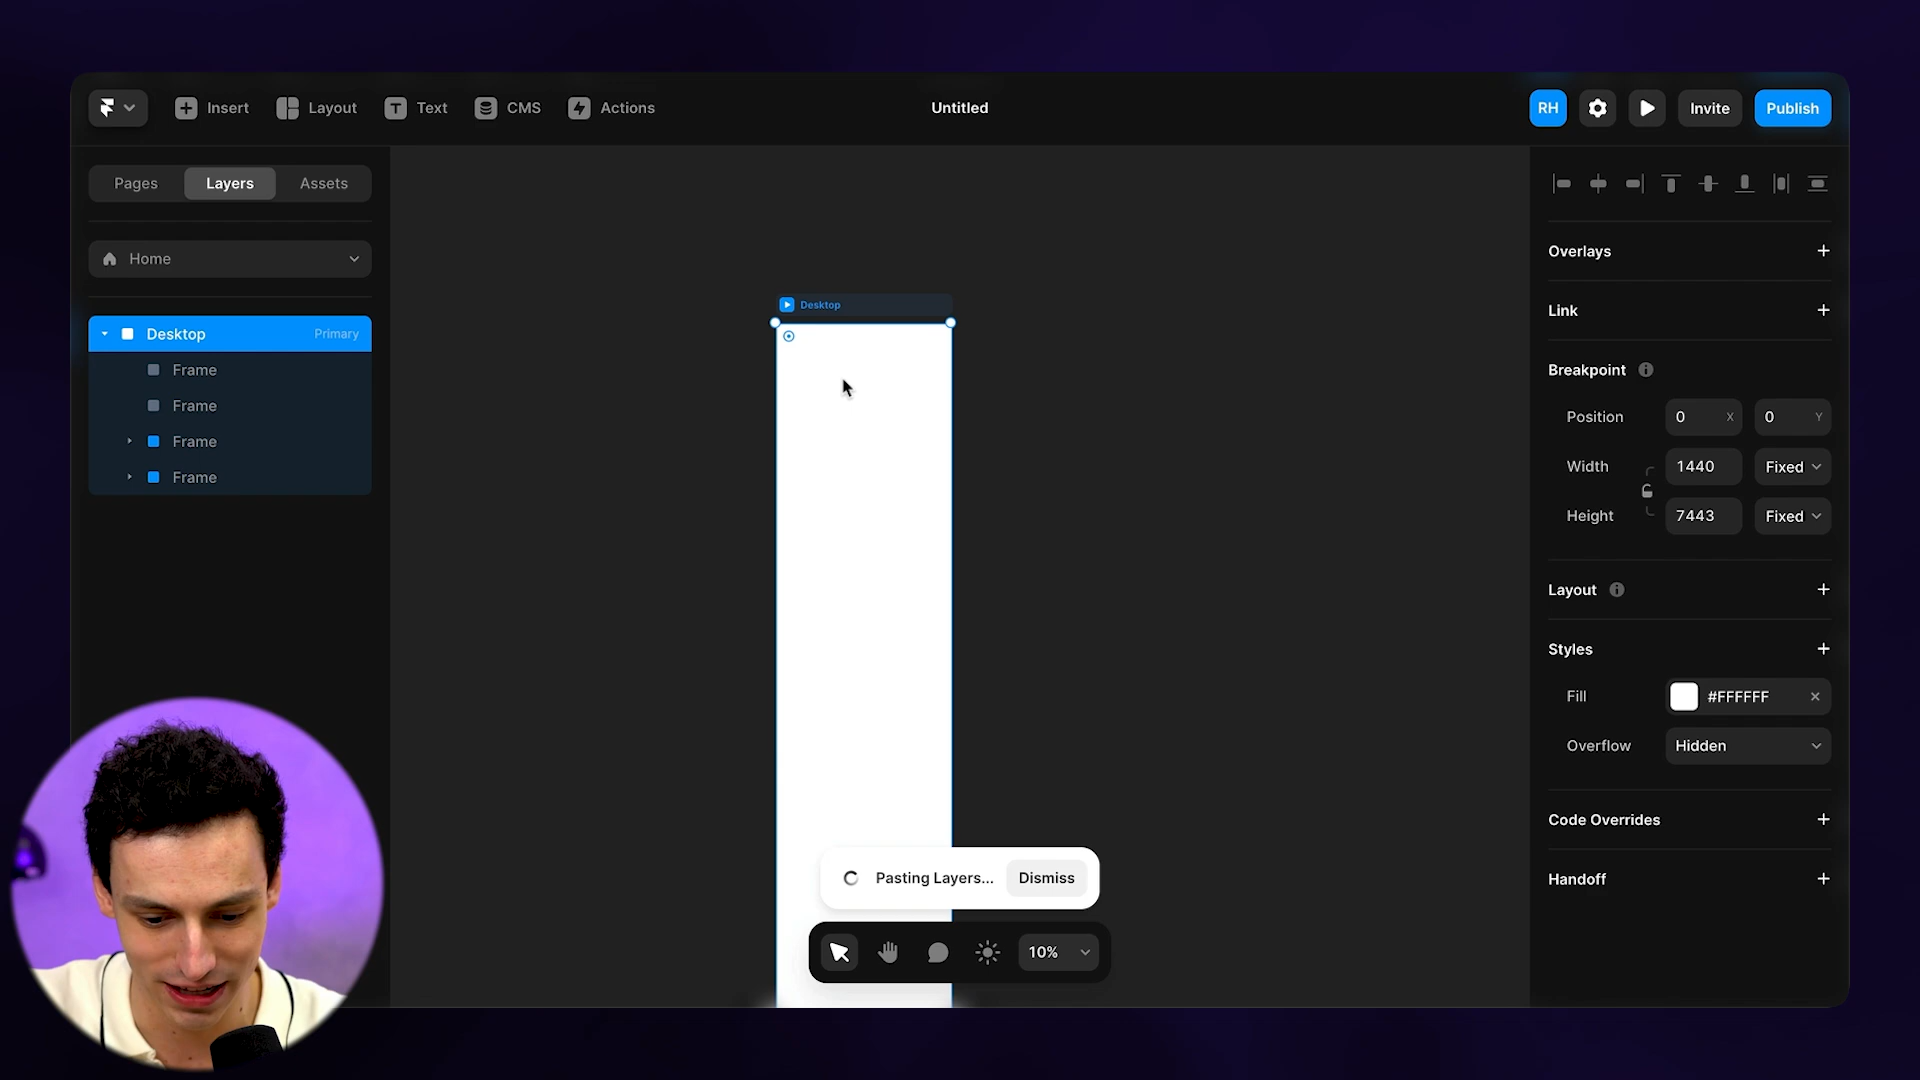 Insert
Layout
Text
CMS
Actions
Untitled
RH
Invite
Publish
Pages
Layers
Assets
Home
Desktop
Primary
Frame
Frame
Frame
Frame
Desktop
Pasting Layers...
Dismiss
10%
Overlays
Link
Breakpoint
Position
0
X
0
Y
Width
1440
Fixed
Height
7443
Fixed
Layout
Styles
Fill
#FFFFFF
Overflow
Hidden
Code Overrides
Handoff